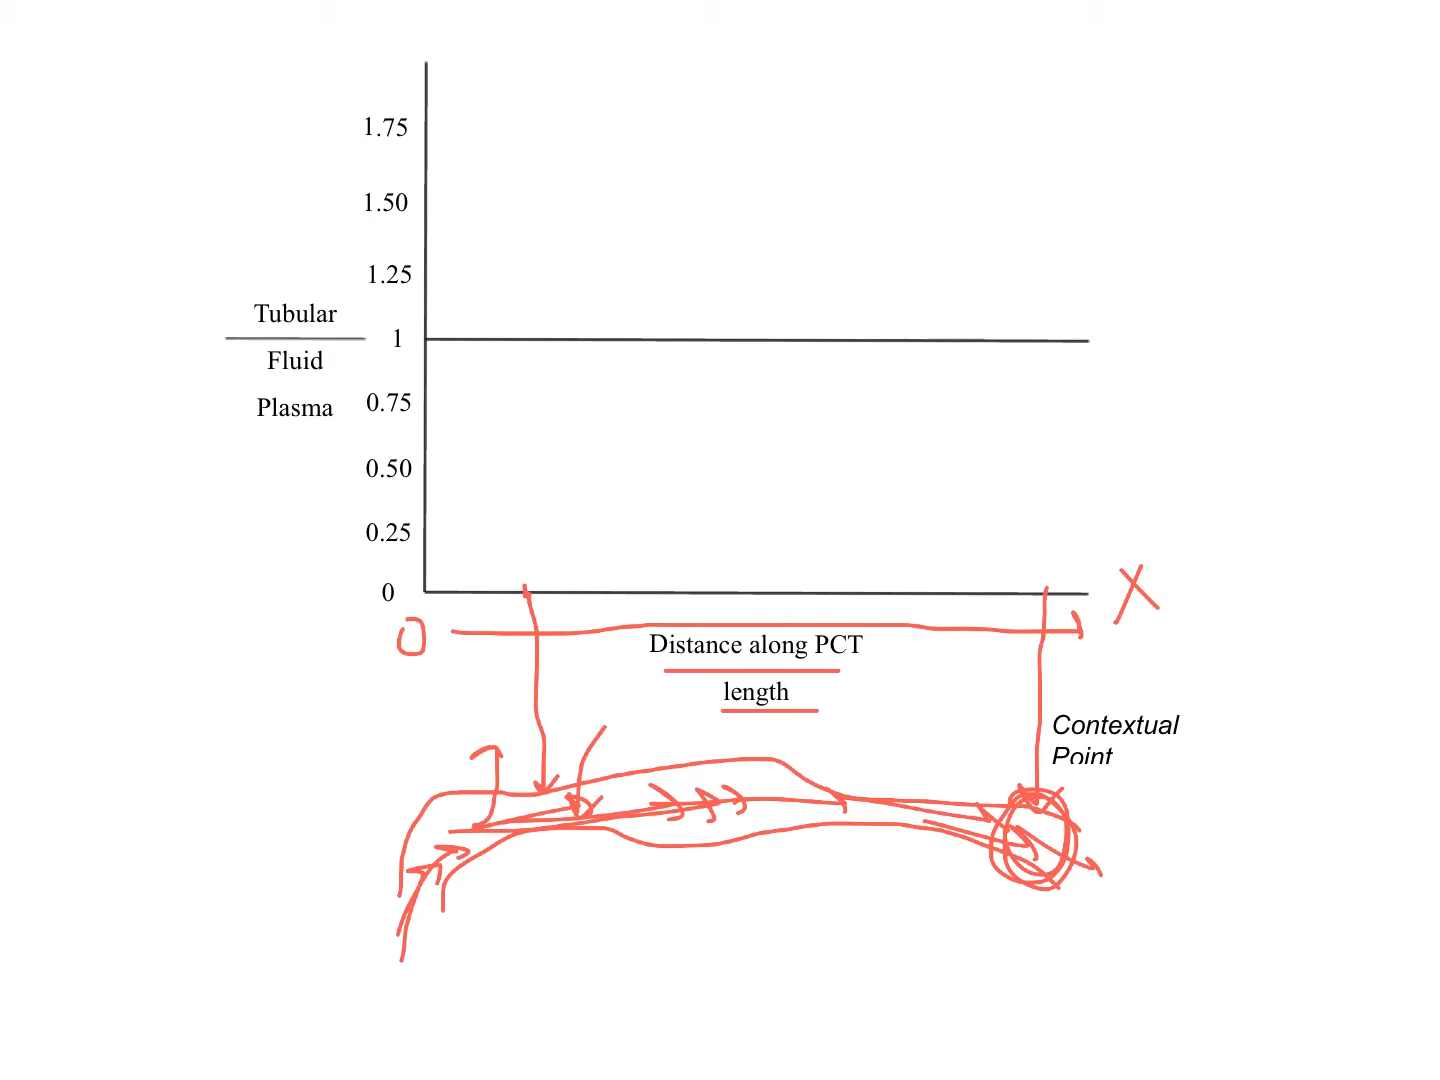 1.75
1.50
1.25
Tubular
1
Fluid
Plasma
0.75
0.50
0.25
0
X
0
Distance along PCT
length
Contextual
Point